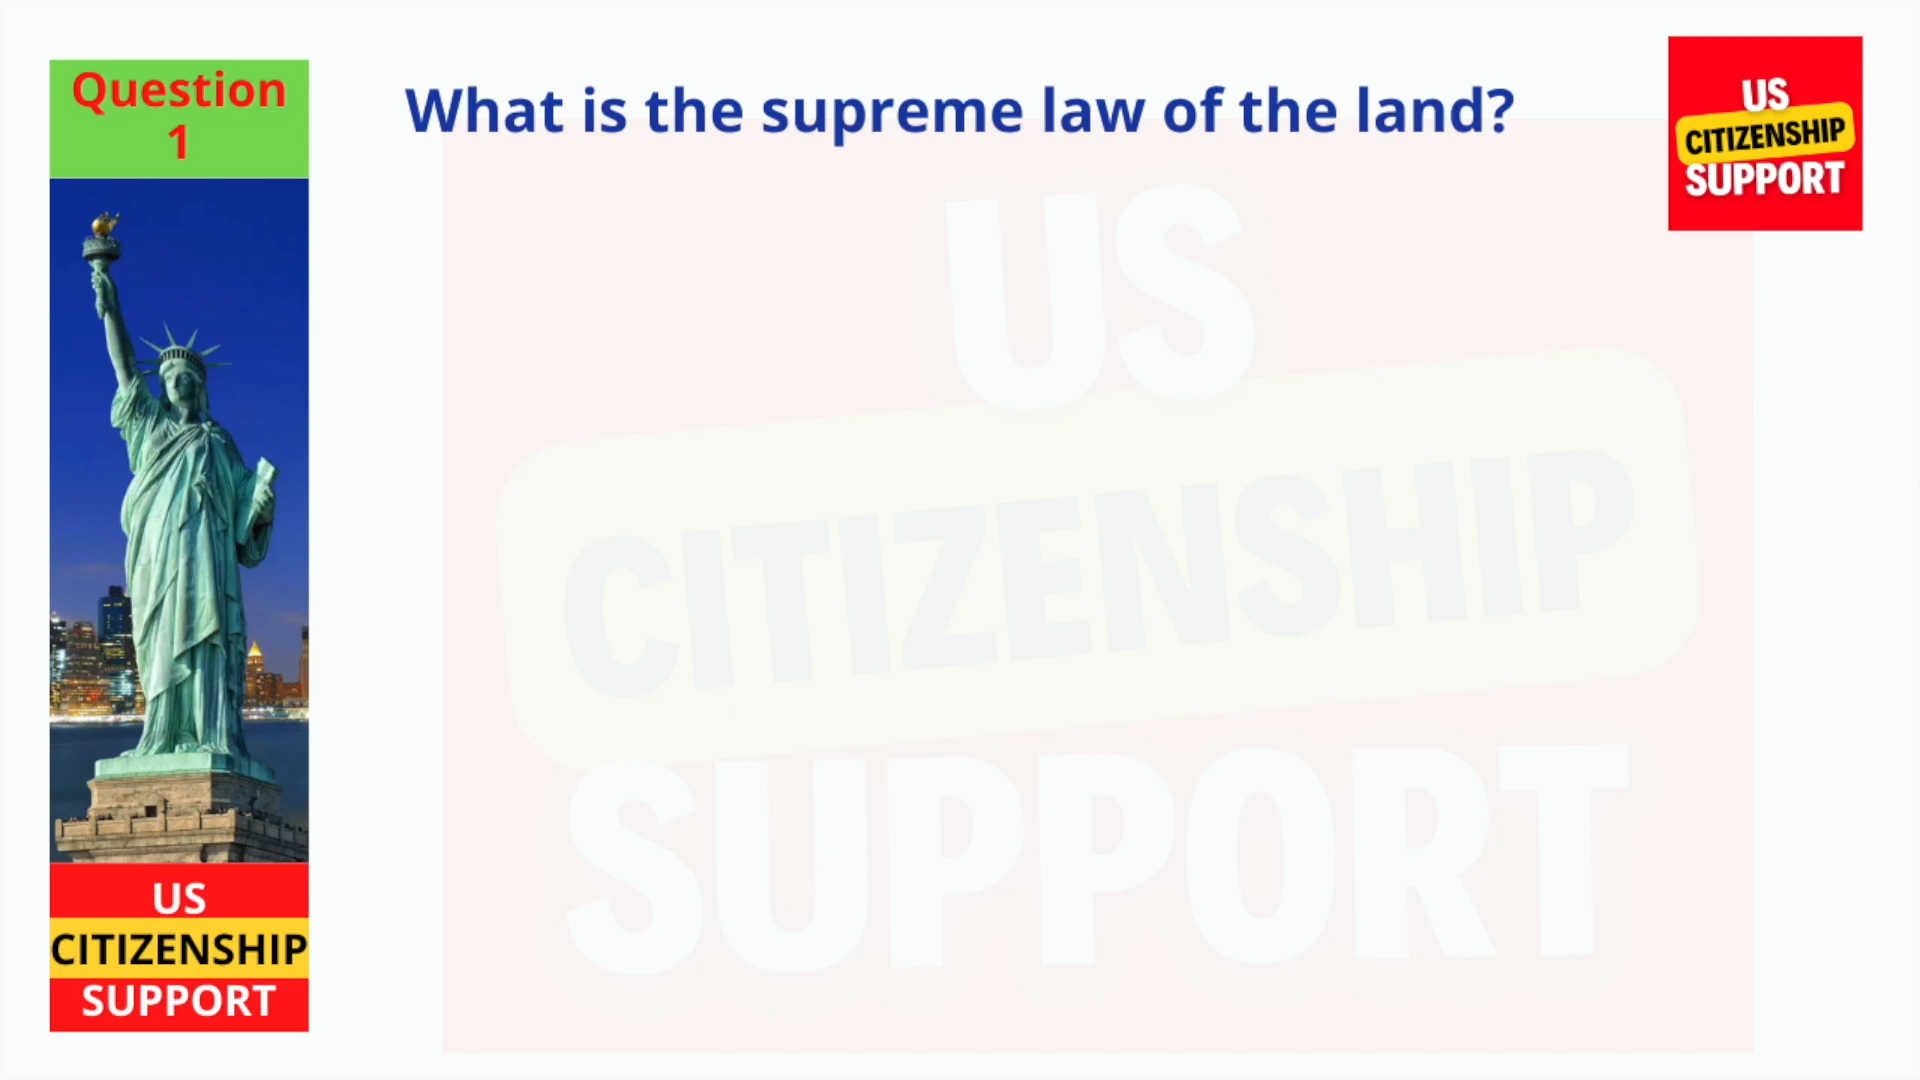 Question
1
What is the supreme law of the land?
US
CITIZENSHIP
SUPPORT
US
CITIZENSHIP
SUPPORT
US
CITIZENSHIP
SUPPORT